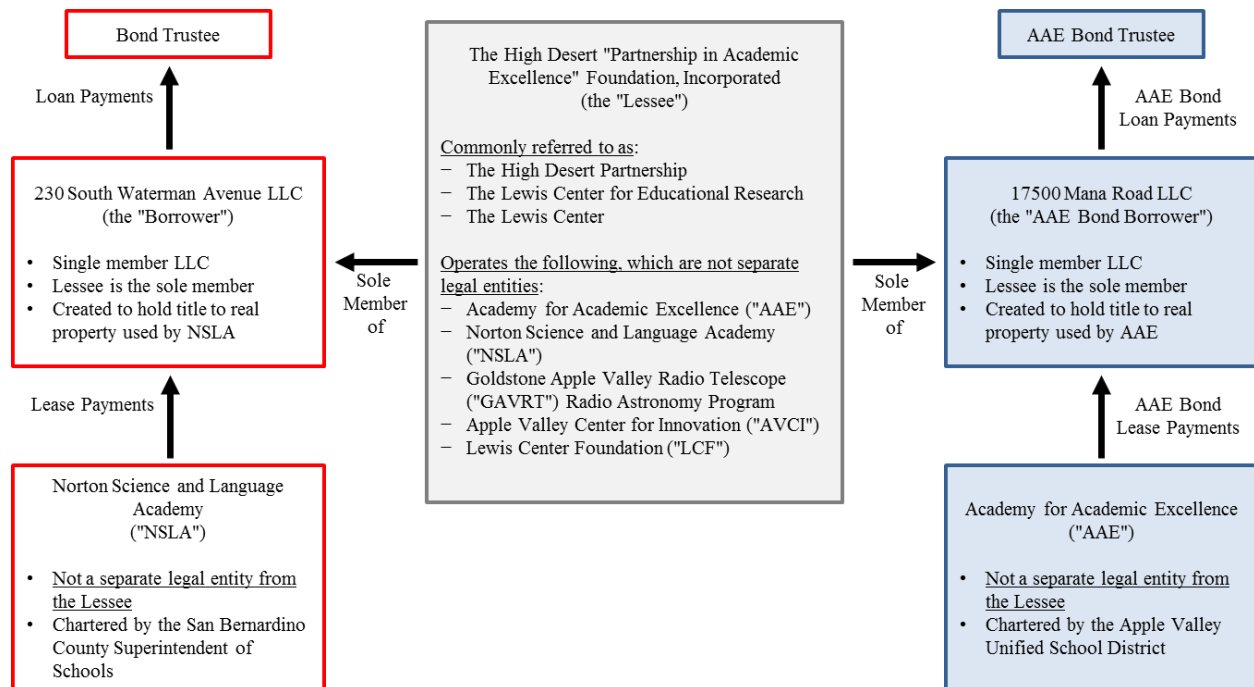 Bond Trustee
Loan Payments
230 South Waterman Avenue LLC
(the "Borrower")
• Single member LLC
• Lessee is the sole member
• Created to hold title to real
property used by NSLA
Lease Payments
Norton Science and Language
Academy
("NSLA")
• Not a separate legal entity from
the Lessee
• Chartered by the San Bernardino
County Superintendent of
Schools
Sole
Member
of
The High Desert "Partnership in Academic
Excellence" Foundation, Incorporated
(the "Lessee")
Commonly referred to as:
− The High Desert Partnership
− The Lewis Center for Educational Research
− The Lewis Center
Operates the following, which are not separate
legal entities:
− Academy for Academic Excellence ("AAE")
− Norton Science and Language Academy
("NSLA")
− Goldstone Apple Valley Radio Telescope
("GAVRT") Radio Astronomy Program
− Apple Valley Center for Innovation ("AVCI")
− Lewis Center Foundation ("LCF")
Sole
Member
of
AAE Bond Trustee
AAE Bond
Loan Payments
17500 Mana Road LLC
(the "AAE Bond Borrower")
• Single member LLC
• Lessee is the sole member
• Created to hold title to real
property used by AAE
AAE Bond
Lease Payments
Academy for Academic Excellence
("AAE")
• Not a separate legal entity from
the Lessee
• Chartered by the Apple Valley
Unified School District